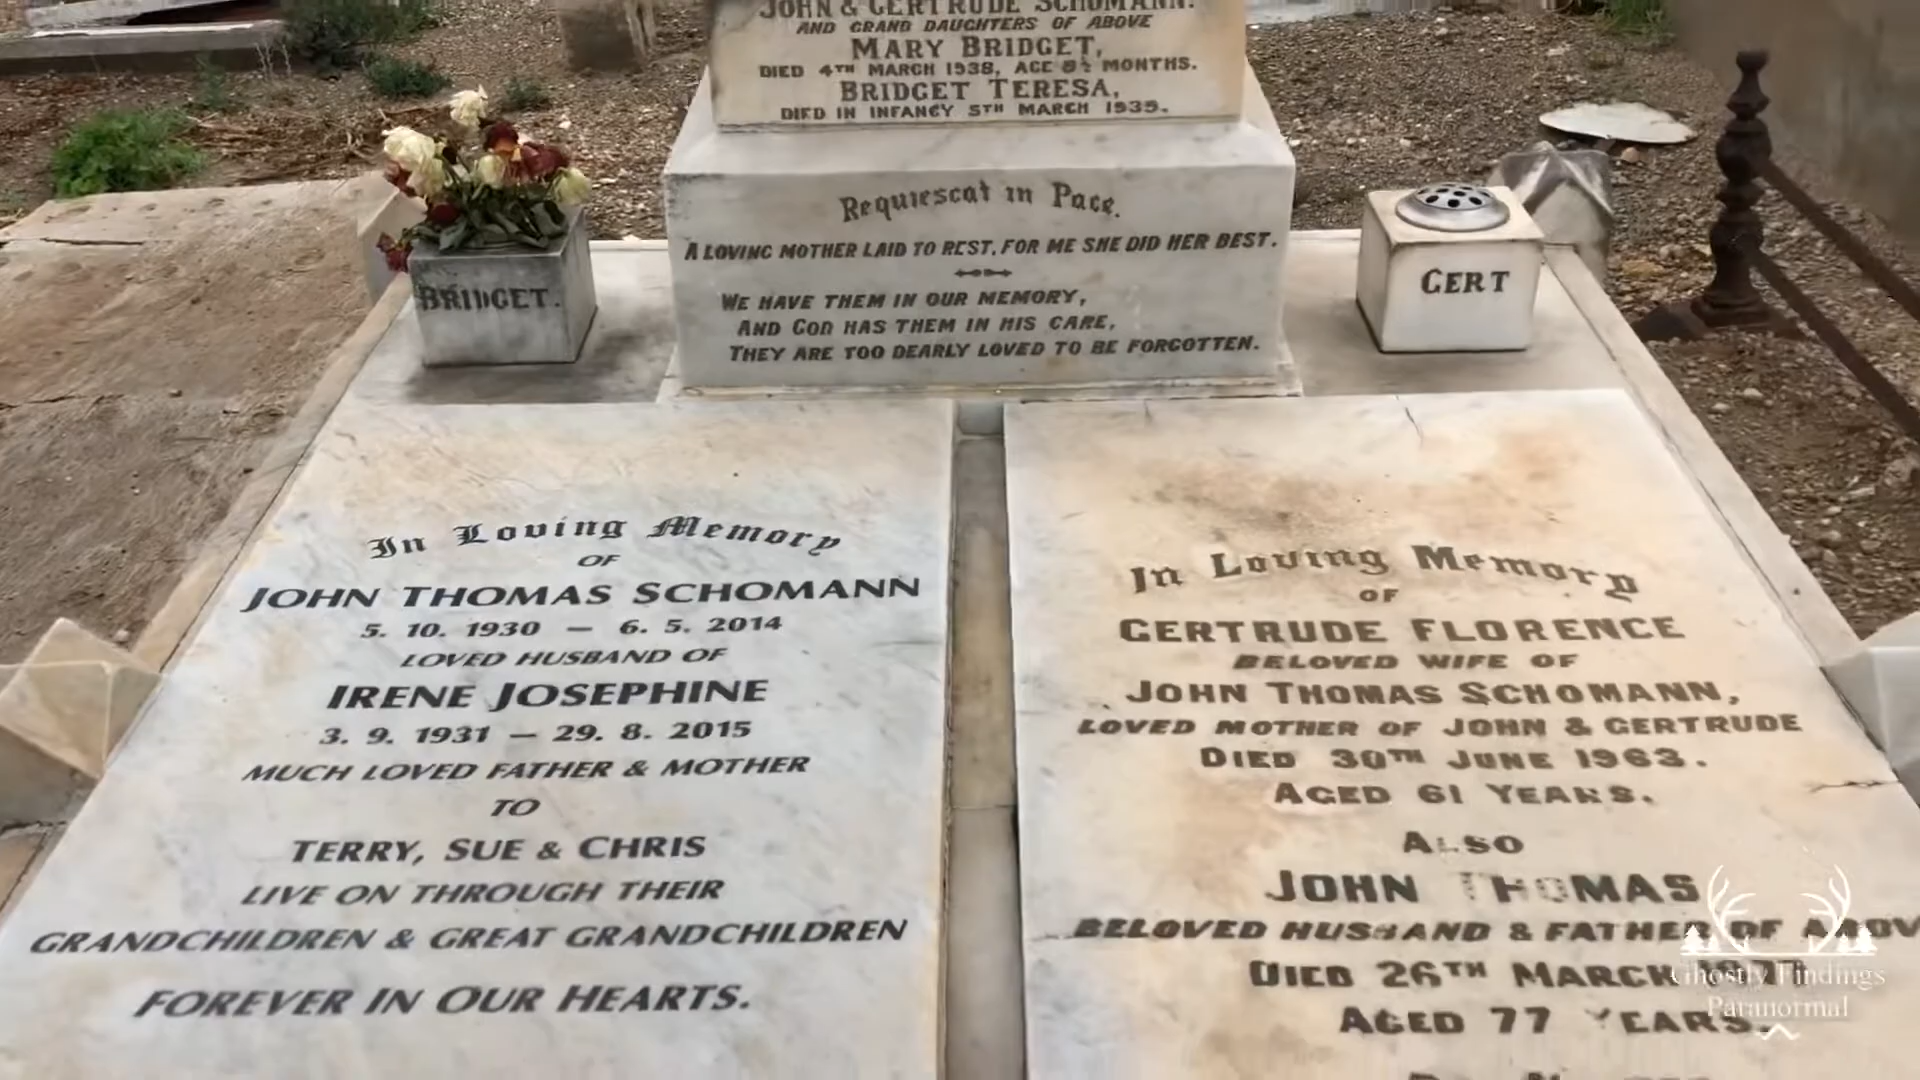 JOHN & GERTRUDE SCHOMANN.
AND GRAND DAUGHTERS OF ABOVE
MARY BRIDGET,
DIED 4TH MARCH 1938, AGE 8½ MONTHS.
BRIDGET TERESA,
DIED IN INFANCY 5TH MARCH 1939.
Requiescat in Pace.
A LOVING MOTHER LAID TO REST, FOR ME SHE DID HER BEST.
WE HAVE THEM IN OUR MEMORY,
AND GOD HAS THEM IN HIS CARE,
THEY ARE TOO DEARLY LOVED TO BE FORGOTTEN.
BRIDGET.
GERT
In Loving Memory
OF
JOHN THOMAS SCHOMANN
5. 10. 1930 — 6. 5. 2014
LOVED HUSBAND OF
IRENE JOSEPHINE
3. 9. 1931 — 29. 8. 2015
MUCH LOVED FATHER & MOTHER
TO
TERRY, SUE & CHRIS
LIVE ON THROUGH THEIR
GRANDCHILDREN & GREAT GRANDCHILDREN
FOREVER IN OUR HEARTS.
In Loving Memory
OF
GERTRUDE FLORENCE
BELOVED WIFE OF
JOHN THOMAS SCHOMANN,
LOVED MOTHER OF JOHN & GERTRUDE
DIED 30TH JUNE 1963.
AGED 61 YEARS.
ALSO
JOHN THOMAS
BELOVED HUSBAND & FATHER OF ABOV
DIED 26TH MARCH
AGED 77 YEARS.
Ghostly Findings
Paranormal